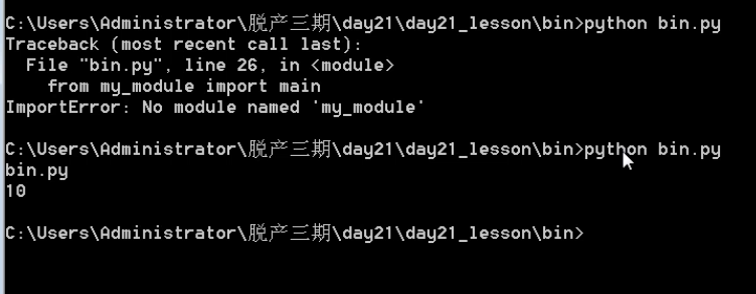 C:\Users\Administrator\脱产三期\day21\day21_lesson\bin>python bin.py
Traceback (most recent call last):
  File "bin.py", line 26, in <module>
    from my_module import main
ImportError: No module named 'my_module'
C:\Users\Administrator\脱产三期\day21\day21_lesson\bin>python bin.py
bin.py
10
C:\Users\Administrator\脱产三期\day21\day21_lesson\bin>